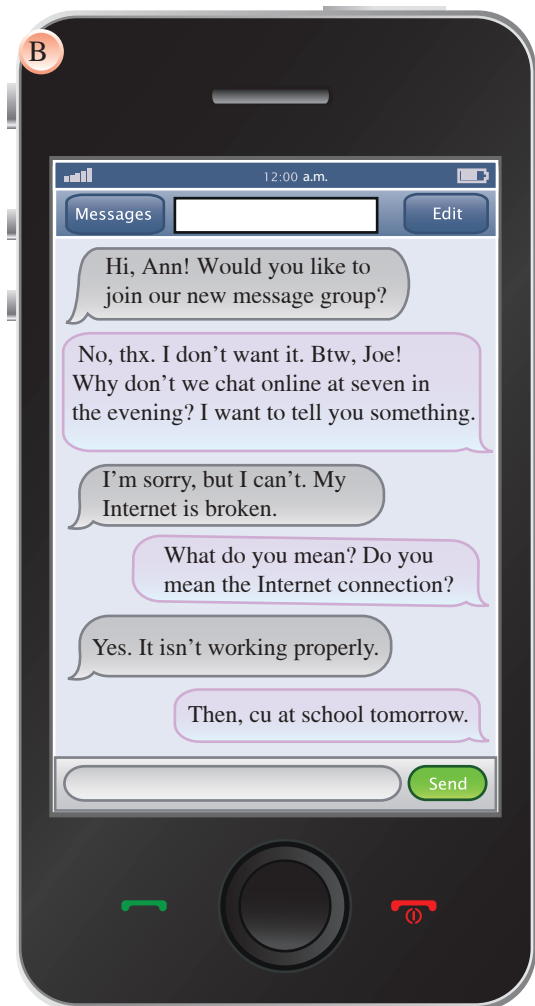 B
12:00 a.m.
Messages
Edit
Hi, Ann! Would you like to
join our new message group?
No, thx. I don't want it. Btw, Joe!
Why don't we chat online at seven in
the evening? I want to tell you something.
I'm sorry, but I can't. My
Internet is broken.
What do you mean? Do you
mean the Internet connection?
Yes. It isn't working properly.
Then, cu at school tomorrow.
Send